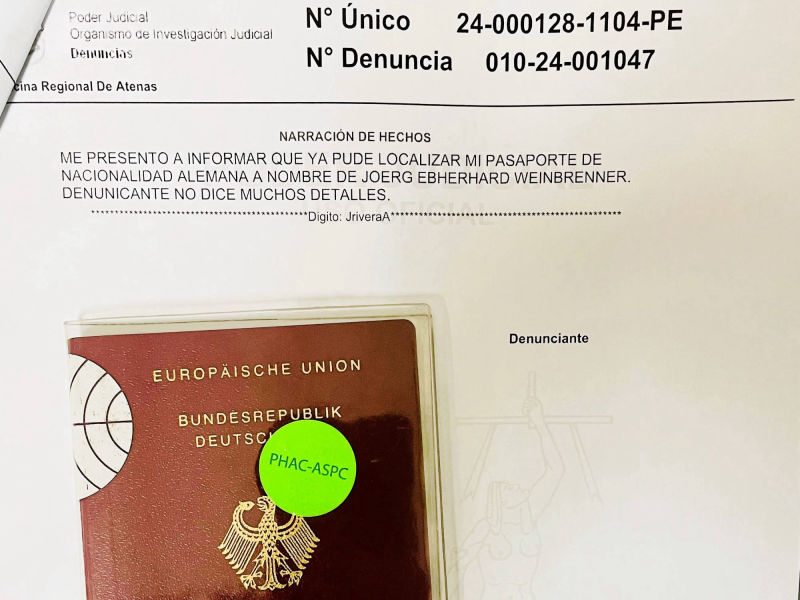 Poder Judicial
Organismo de Investigación Judicial
Denuncias
cina Regional De Atenas
N° Único 24-000128-1104-PE
N° Denuncia 010-24-001047
NARRACIÓN DE HECHOS
ME PRESENTO A INFORMAR QUE YA PUDE LOCALIZAR MI PASAPORTE DE
NACIONALIDAD ALEMANA A NOMBRE DE JOERG EBHERHARD WEINBRENNER.
DENUNICANTE NO DICE MUCHOS DETALLES.
**********************************************Digito: JriveraA**************************************************
OFICIAL
Denunciante
EUROPÄISCHE UNION
BUNDESREPUBLIK
DEUTSC
PHAC-ASPC